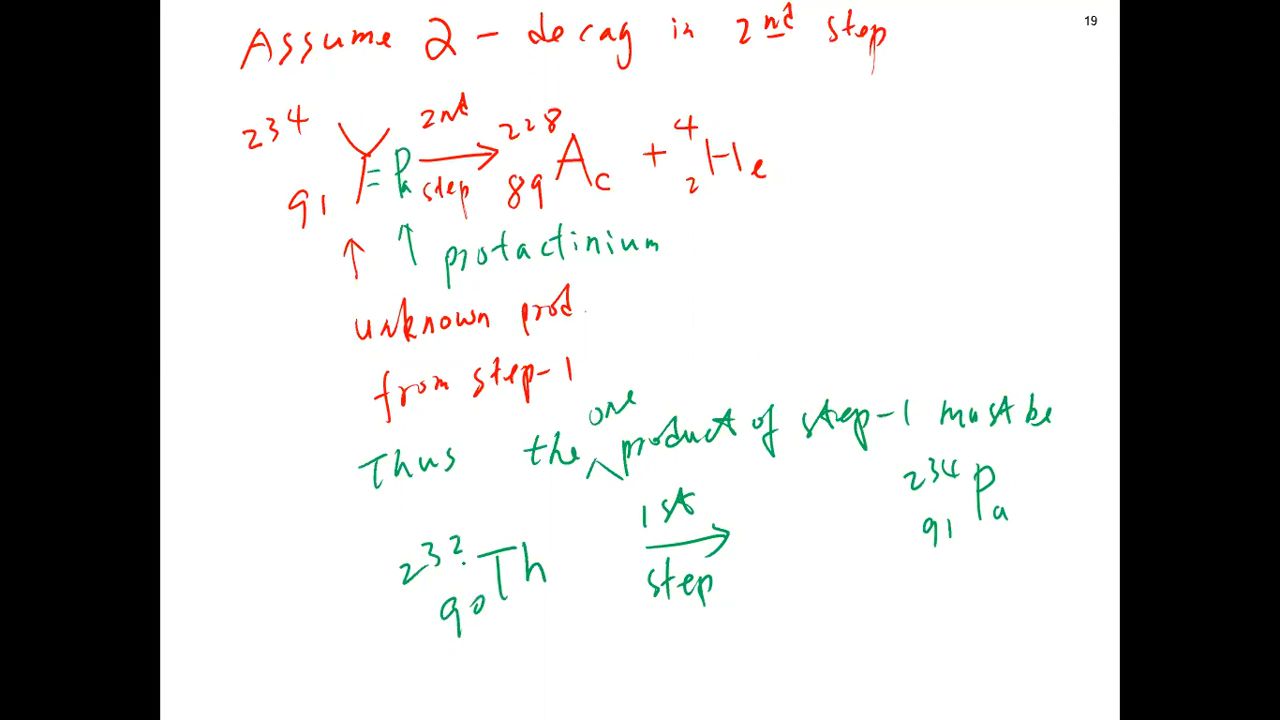 19
Assume α - decay in 2nd step
234 91 Y = Pa 2nd step → 228 89 Ac + 4 2 He
↑ ↑ protactinium
unknown prod
from step-1
Thus the one product of step-1 must be
234 91 Pa
232 90 Th 1st step →